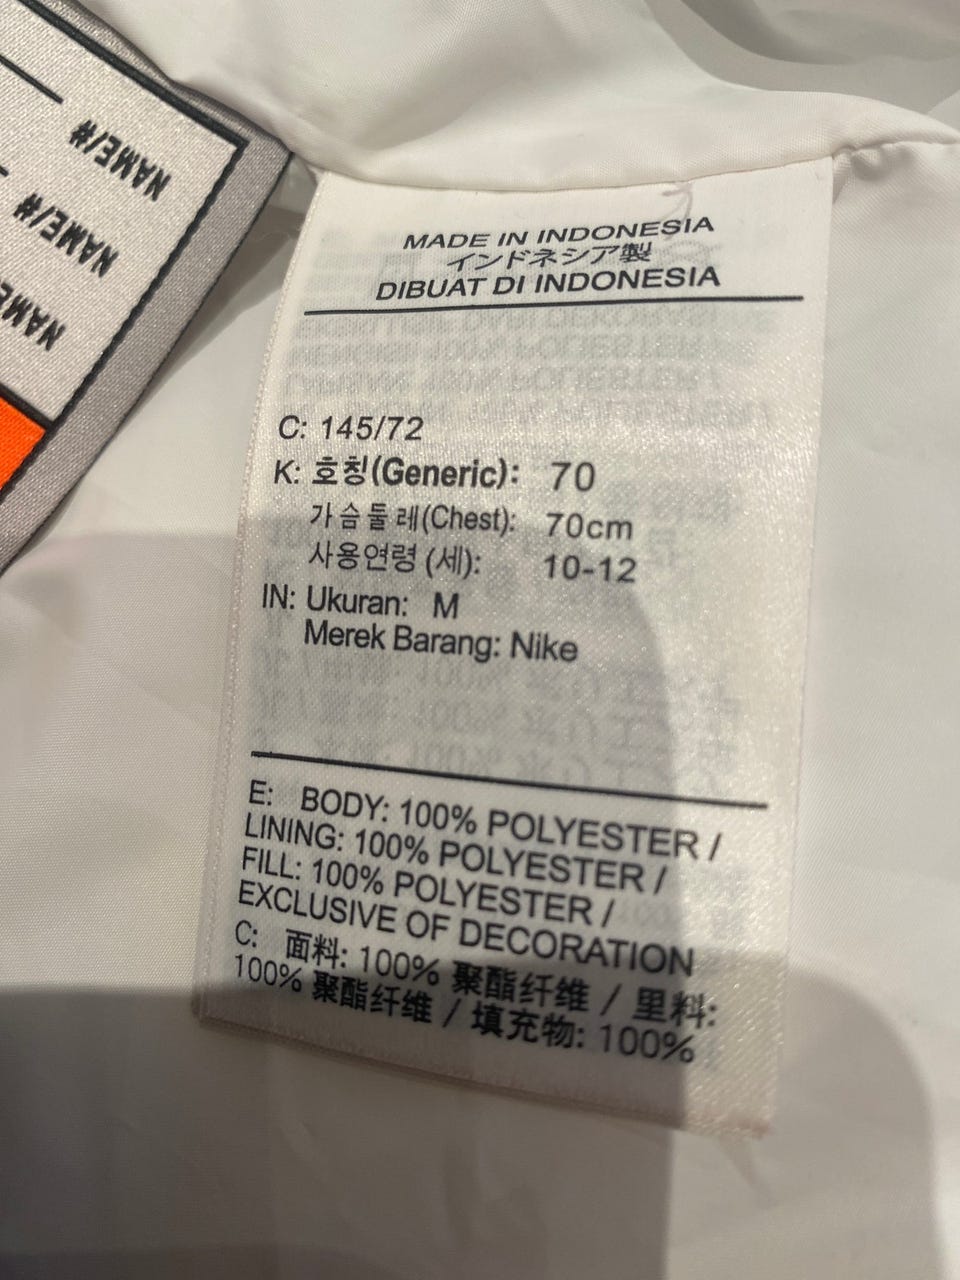 NAME/#
NAME/#
NAME
MADE IN INDONESIA
インドネシア製
DIBUAT DI INDONESIA
C: 145/72
K: 호칭(Generic): 70
가슴둘레(Chest): 70cm
사용연령 (세): 10-12
IN: Ukuran: M
Merek Barang: Nike
E: BODY: 100% POLYESTER /
LINING: 100% POLYESTER /
FILL: 100% POLYESTER /
EXCLUSIVE OF DECORATION
C: 面料: 100% 聚酯纤维 / 里料:
100% 聚酯纤维 / 填充物: 100%